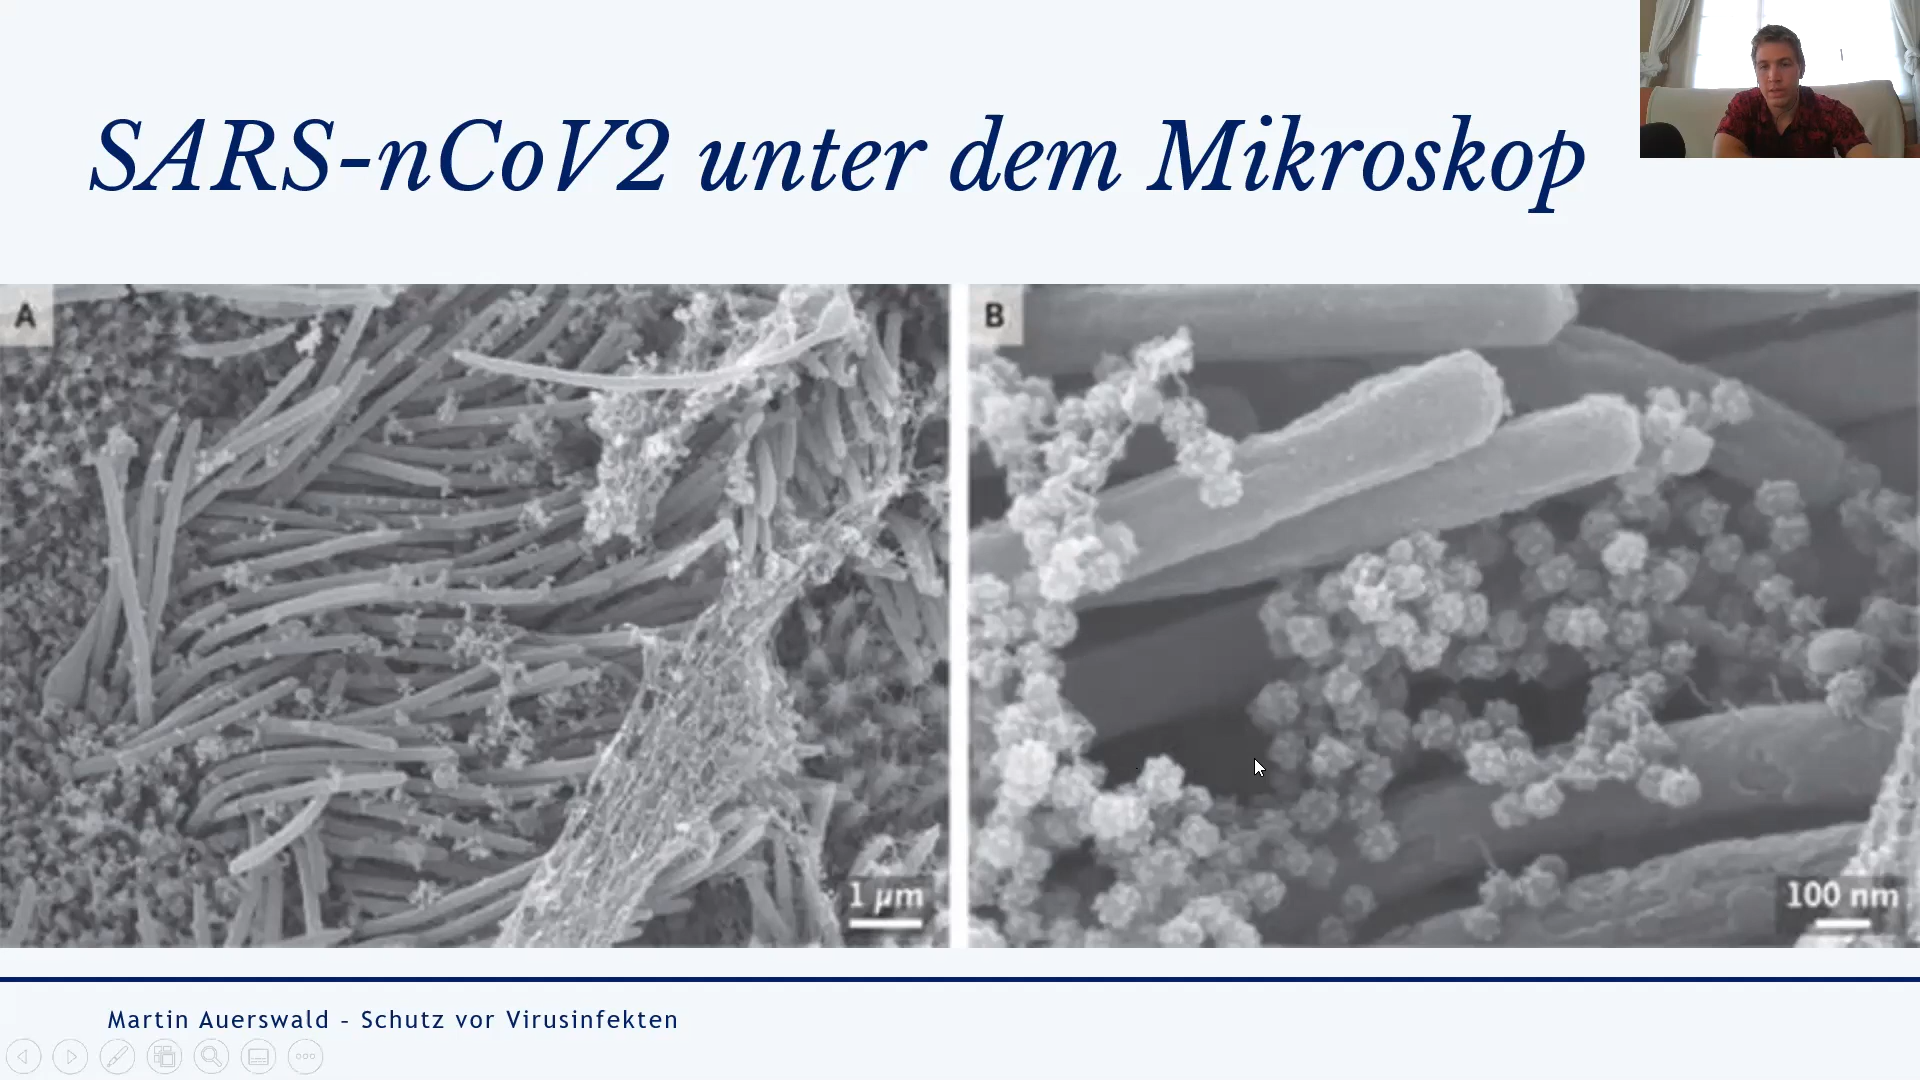 SARS-nCoV2 unter dem Mikroskop
A
B
1 µm
100 nm
Martin Auerswald – Schutz vor Virusinfekten